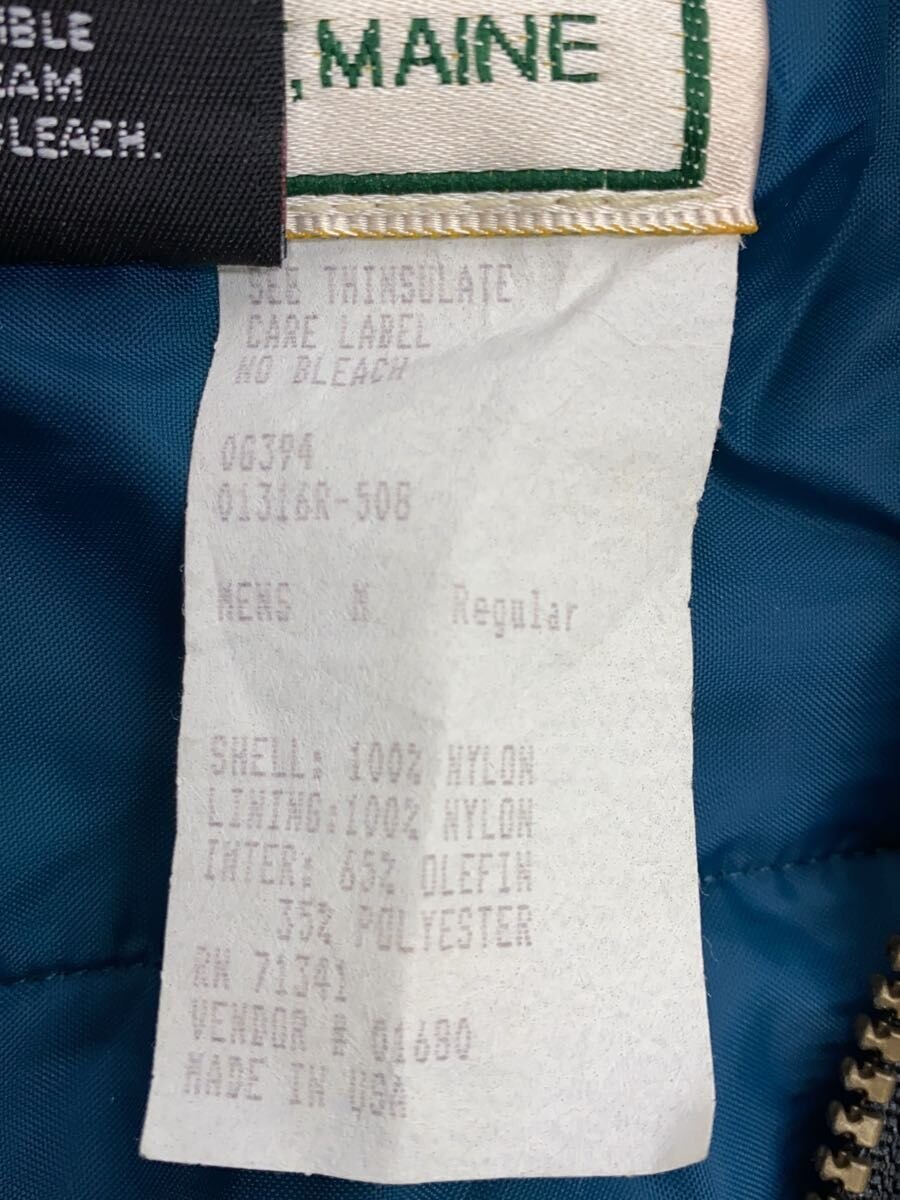 IBLE
EAM
BLEACH.
, MAINE
SEE THINSULATE
CARE LABEL
NO BLEACH
0G394
01316R-508
MENS M Regular
SHELL: 100% NYLON
LINING:100% NYLON
INTER: 65% OLEFIN
35% POLYESTER
RN 71341
VENDOR # 01680
MADE IN USA